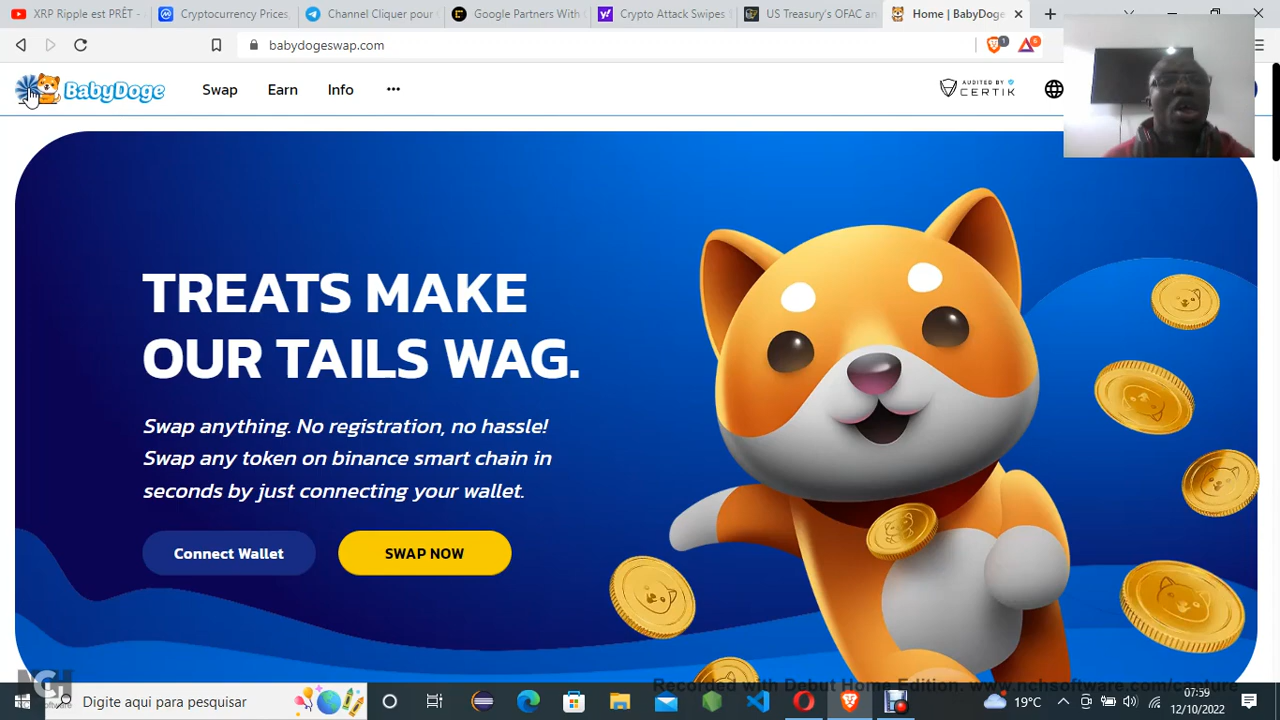 XRP Ripple est PRÊT -
Cryptocurrency Prices,
Channel Cliquer pour
Google Partners With
Crypto Attack Swipes
US Treasury's OFAC an
Home | BabyDoge
babydogeswap.com
1
6
BabyDoge
Swap
Earn
Info
AUDITED BY
CERTIK
TREATS MAKE
OUR TAILS WAG.
Swap anything. No registration, no hassle!
Swap any token on binance smart chain in
seconds by just connecting your wallet.
Connect Wallet
SWAP NOW
NCH
Software
Recorded with Debut Home Edition. www.nchsoftware.com/capture
Digite aqui para pesquisar
19°C
07:59
12/10/2022